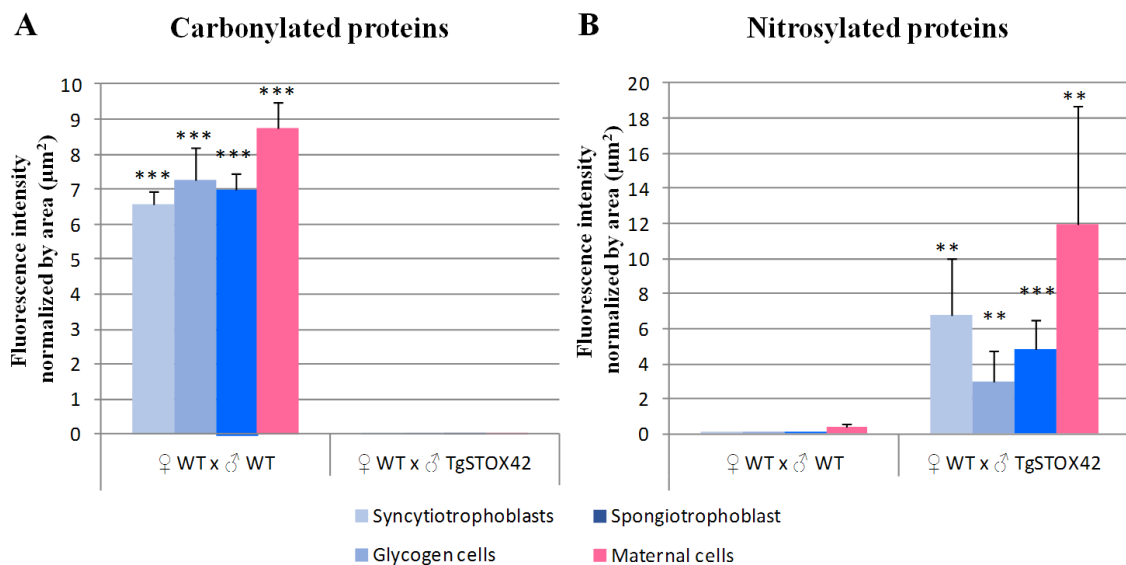 A
Carbonylated proteins
Fluorescence intensity
normalized by area (µm²)
10
9
8
7
6
5
4
3
2
1
0
***
***
***
***
♀ WT x ♂ WT
♀ WT x ♂ TgSTOX42
B
Nitrosylated proteins
Fluorescence intensity
normalized by area (µm²)
20
18
16
14
12
10
8
6
4
2
0
**
**
***
**
♀ WT x ♂ WT
♀ WT x ♂ TgSTOX42
Syncytiotrophoblasts
Spongiotrophoblast
Glycogen cells
Maternal cells